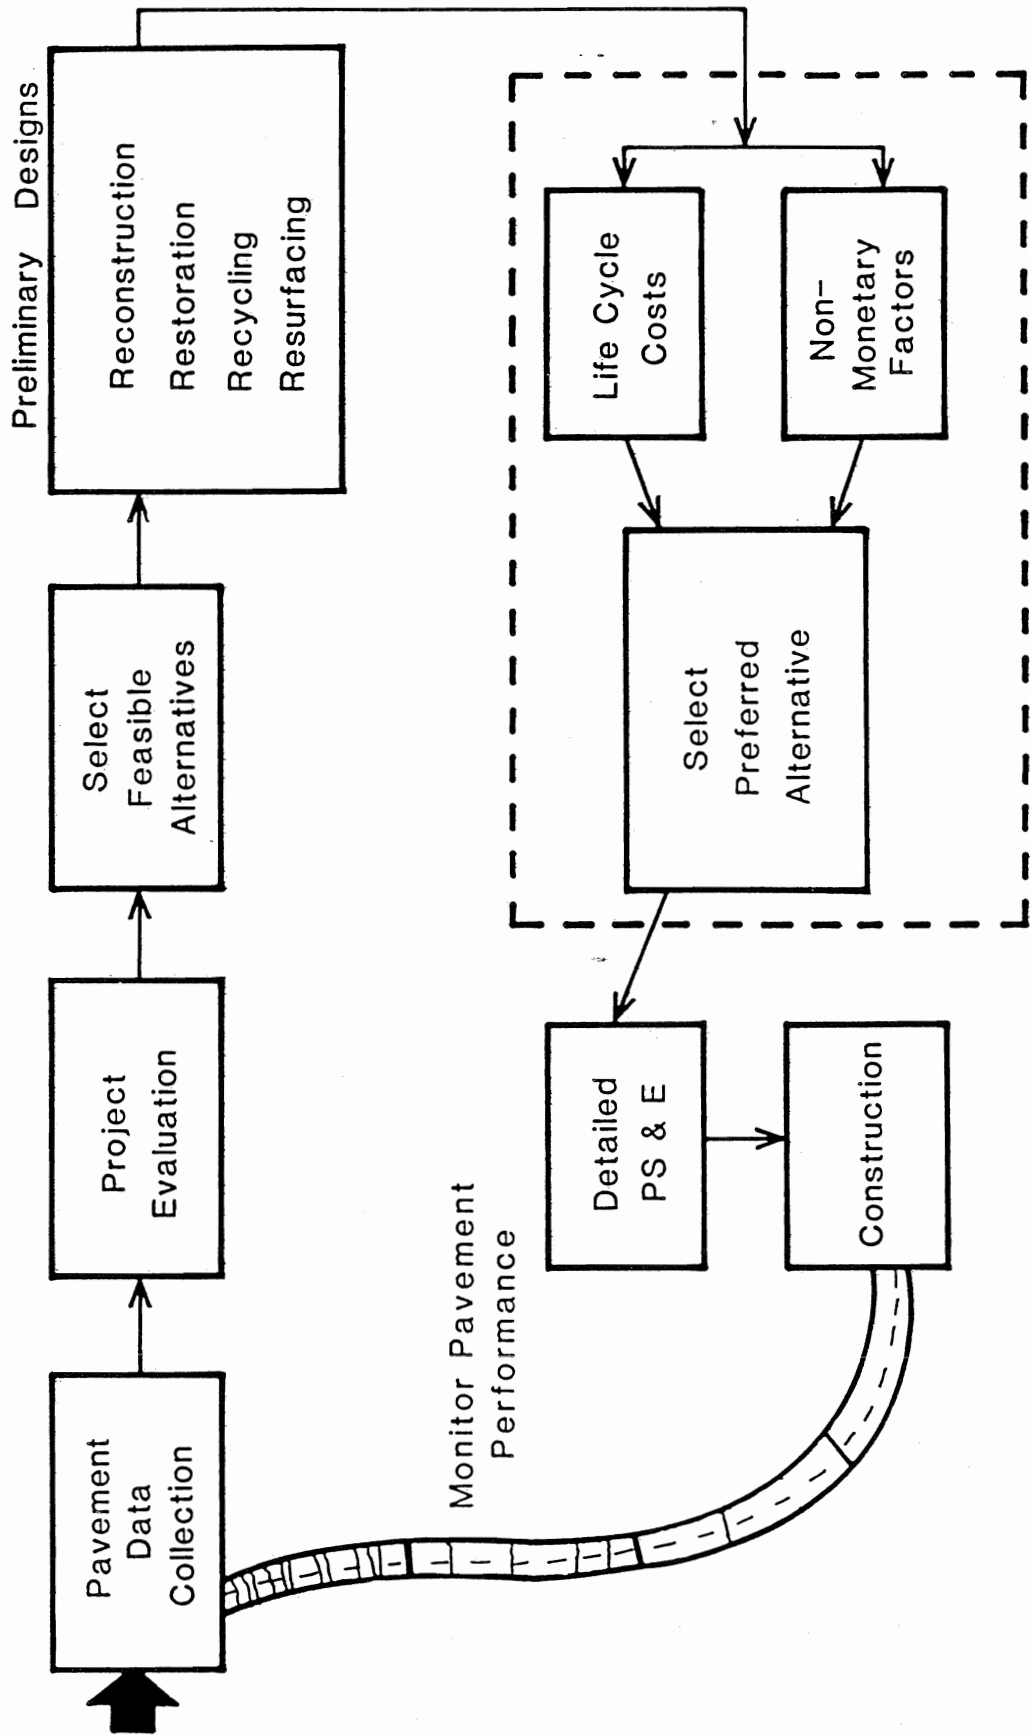 Pavement
Data
Collection
Project
Evaluation
Select
Feasible
Alternatives
Preliminary Designs
Reconstruction
Restoration
Recycling
Resurfacing
Life Cycle
Costs
Non-
Monetary
Factors
Select
Preferred
Alternative
Detailed
PS & E
Construction
Monitor Pavement
Performance